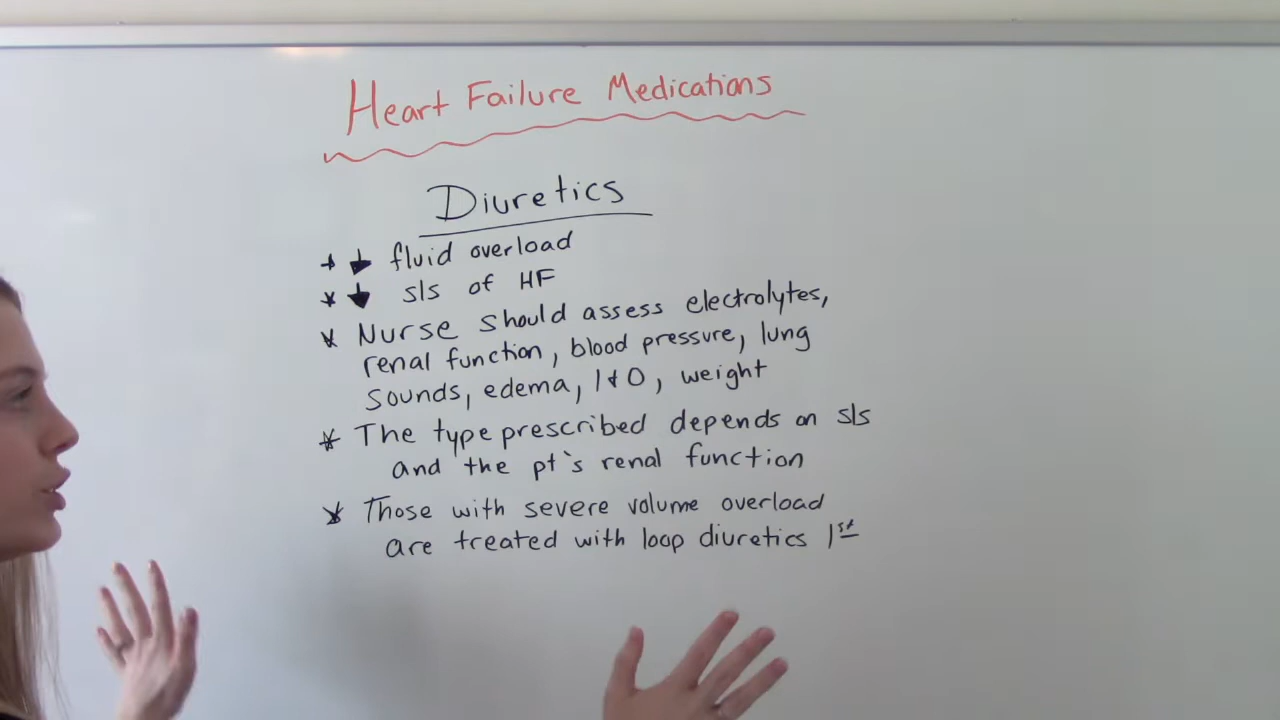 Heart Failure Medications
Diuretics
* ↓ fluid overload
* ↓ s/s of HF
* Nurse should assess electrolytes,
renal function, blood pressure, lung
sounds, edema, I & O, weight
* The type prescribed depends on s/s
and the pt's renal function
* Those with severe volume overload
are treated with loop diuretics 1st